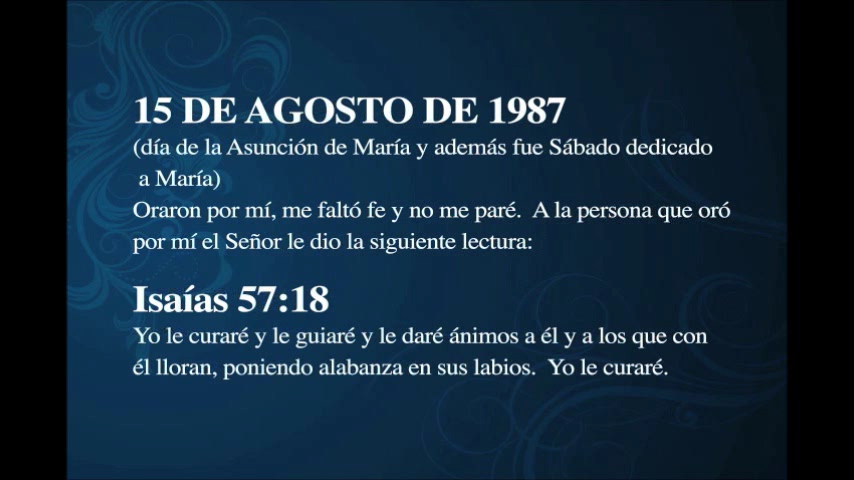 15 DE AGOSTO DE 1987
(día de la Asunción de María y además fue Sábado dedicado
a María)
Oraron por mí, me faltó fe y no me paré.  A la persona que oró
por mí el Señor le dio la siguiente lectura:
Isaías 57:18
Yo le curaré y le guiaré y le daré ánimos a él y a los que con
él lloran, poniendo alabanza en sus labios.  Yo le curaré.